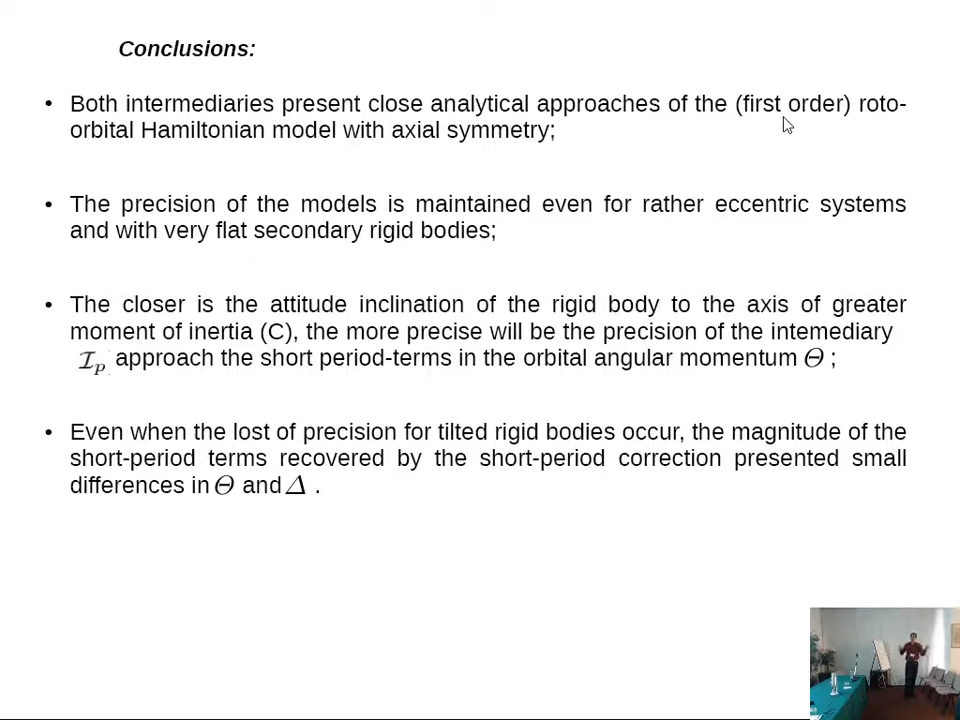 Conclusions:
• Both intermediaries present close analytical approaches of the (first order) roto-
orbital Hamiltonian model with axial symmetry;
• The precision of the models is maintained even for rather eccentric systems
and with very flat secondary rigid bodies;
• The closer is the attitude inclination of the rigid body to the axis of greater
moment of inertia (C), the more precise will be the precision of the intemediary
ℐₚ approach the short period-terms in the orbital angular momentum Θ ;
• Even when the lost of precision for tilted rigid bodies occur, the magnitude of the
short-period terms recovered by the short-period correction presented small
differences in Θ and Δ .